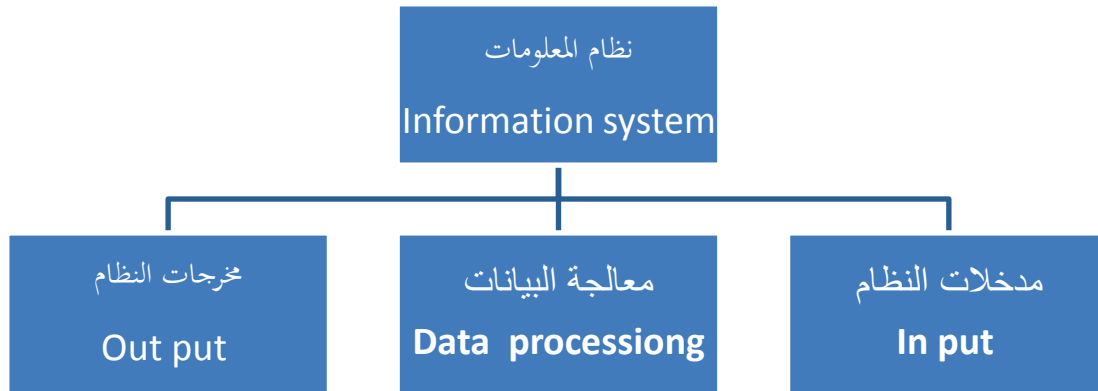 نظام المعلومات
Information system
مدخلات النظام
In put
معالجة البيانات
Data processiong
مخرجات النظام
Out put